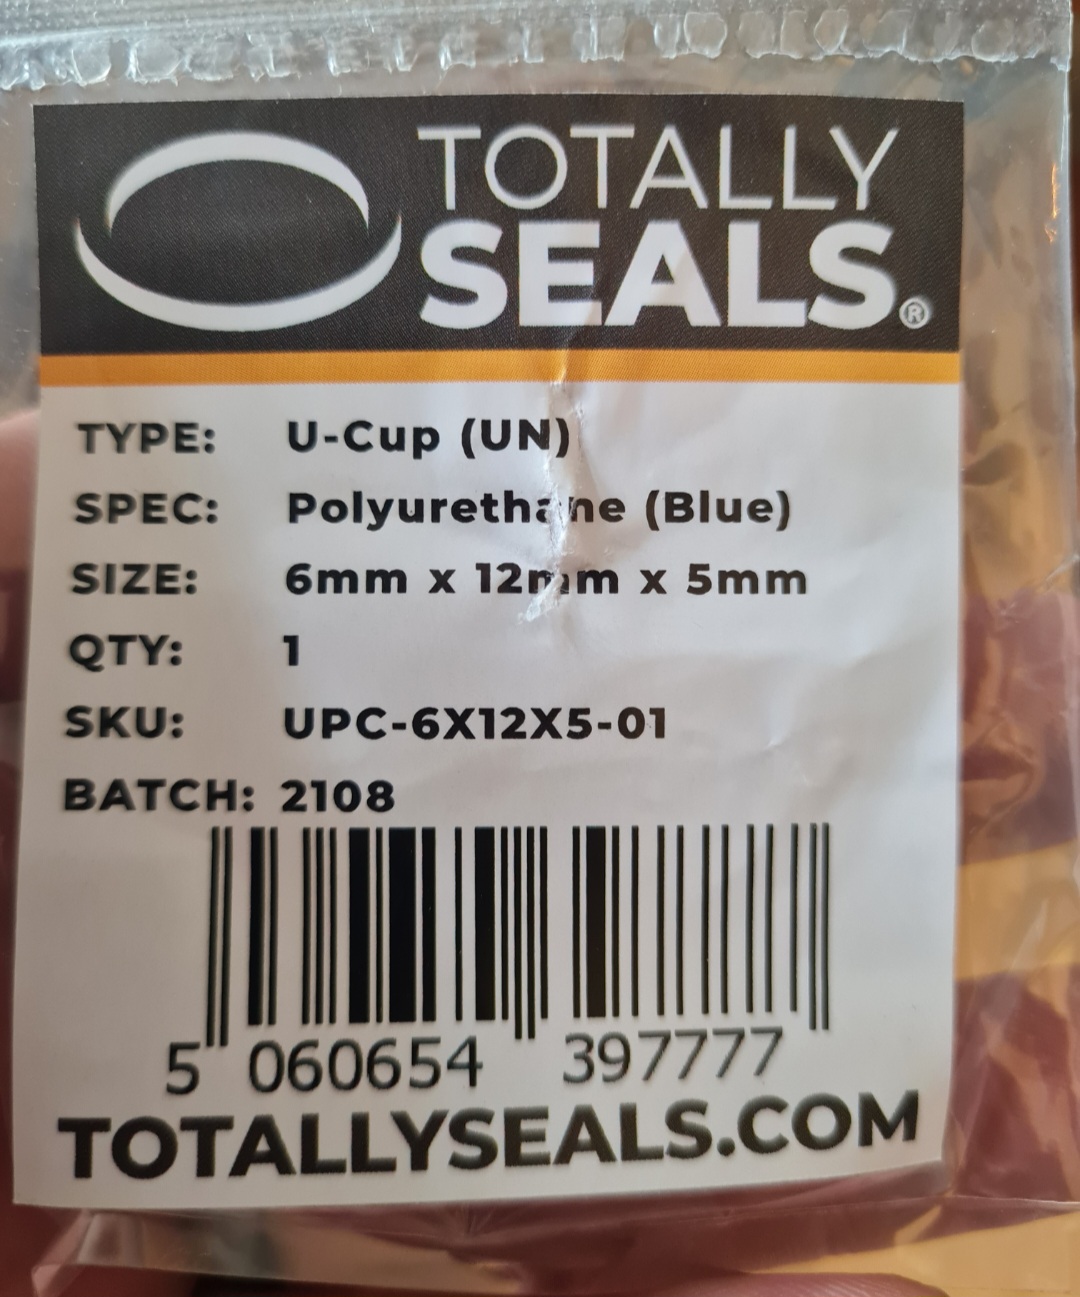 TOTALLY
SEALS®
TYPE: U-Cup (UN)
SPEC: Polyurethane (Blue)
SIZE: 6mm x 12mm x 5mm
QTY: 1
SKU: UPC-6X12X5-01
BATCH: 2108
5 060654 397777
TOTALLYSEALS.COM